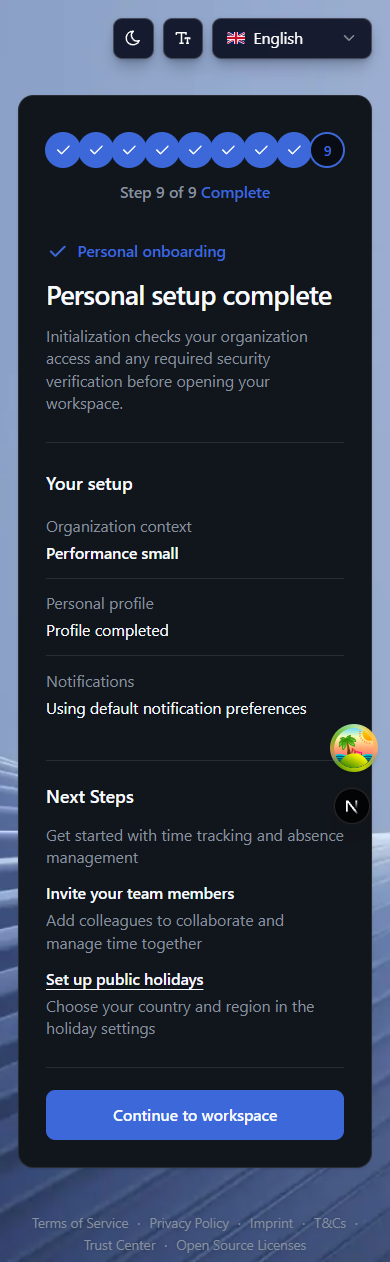 English
9
Step 9 of 9 Complete
Personal onboarding
Personal setup complete
Initialization checks your organization
access and any required security
verification before opening your
workspace.
Your setup
Organization context
Performance small
Personal profile
Profile completed
Notifications
Using default notification preferences
Next Steps
N
Get started with time tracking and absence
management
Invite your team members
Add colleagues to collaborate and
manage time together
Set up public holidays
Choose your country and region in the
holiday settings
Continue to workspace
Terms of Service · Privacy Policy · Imprint · T&Cs ·
Trust Center · Open Source Licenses